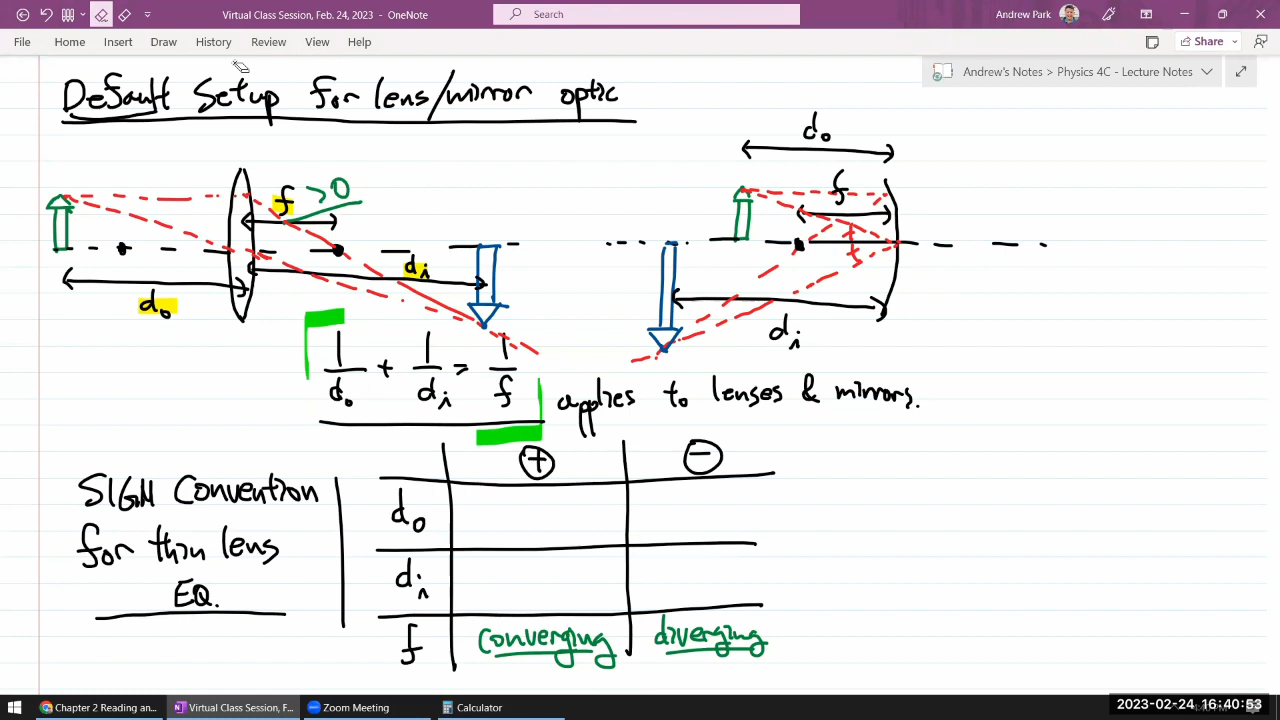 Virtual Class Session, Feb. 24, 2023 - OneNote
Search
Andrew Park
File Home Insert Draw History Review View Help
Share
Andrew's Notes > Physics 4C - Lecture Notes
Default Setup for lens/mirror optic
do
f >0
f
di
do
di
1/do + 1/di = 1/f
applies to lenses & mirrors.
+ −
SIGN Convention
for thin lens
EQ.
do
di
f converging diverging
Chapter 2 Reading an...
Virtual Class Session, F...
Zoom Meeting
Calculator
2023-02-24 16:40:53